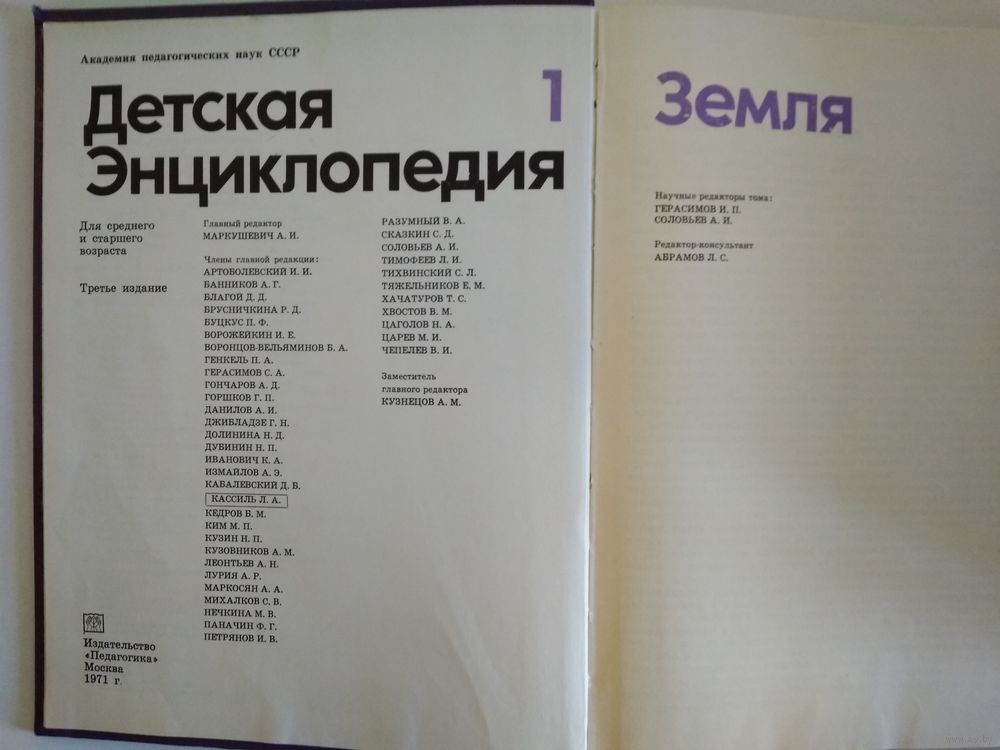 Академия педагогических наук СССР
Детская
Энциклопедия
1
Для среднего
и старшего
возраста
Третье издание
Главный редактор
МАРКУШЕВИЧ А. И.
Члены главной редакции:
АРТОБОЛЕВСКИЙ И. И.
БАННИКОВ А. Г.
БЛАГОЙ Д. Д.
БРУСНИЧКИНА Р. Д.
БУЦКУС П. Ф.
ВОРОЖЕЙКИН И. Е.
ВОРОНЦОВ-ВЕЛЬЯМИНОВ Б. А.
ГЕНКЕЛЬ П. А.
ГЕРАСИМОВ С. А.
ГОНЧАРОВ А. Д.
ГОРШКОВ Г. П.
ДАНИЛОВ А. И.
ДЖИБЛАДЗЕ Г. Н.
ДОЛИНИНА Н. Д.
ДУБИНИН Н. П.
ИВАНОВИЧ К. А.
ИЗМАЙЛОВ А. Э.
КАБАЛЕВСКИЙ Д. Б.
КАССИЛЬ Л. А.
КЕДРОВ Б. М.
КИМ М. П.
КУЗИН Н. П.
КУЗОВНИКОВ А. М.
ЛЕОНТЬЕВ А. Н.
ЛУРИЯ А. Р.
МАРКОСЯН А. А.
МИХАЛКОВ С. В.
НЕЧКИНА М. В.
ПАНАЧИН Ф. Г.
ПЕТРЯНОВ И. В.
РАЗУМНЫЙ В. А.
СКАЗКИН С. Д.
СОЛОВЬЕВ А. И.
ТИМОФЕЕВ Л. И.
ТИХВИНСКИЙ С. Л.
ТЯЖЕЛЬНИКОВ Е. М.
ХАЧАТУРОВ Т. С.
ХВОСТОВ В. М.
ЦАГОЛОВ Н. А.
ЦАРЕВ М. И.
ЧЕПЕЛЕВ В. И.
Заместитель
главного редактора
КУЗНЕЦОВ А. М.
Издательство
«Педагогика»
Москва
1971 г.
Земля
Научные редакторы тома:
ГЕРАСИМОВ И. П.
СОЛОВЬЕВ А. И.
Редактор-консультант
АБРАМОВ Л. С.